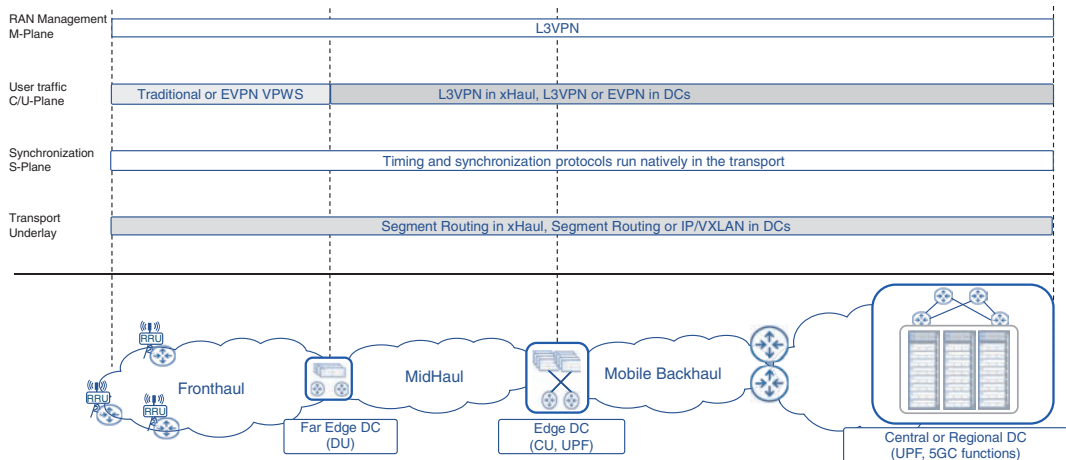 RAN Management
M-Plane
L3VPN
User traffic
C/U-Plane
Traditional or EVPN VPWS
L3VPN in xHaul, L3VPN or EVPN in DCs
Synchronization
S-Plane
Timing and synchronization protocols run natively in the transport
Transport
Underlay
Segment Routing in xHaul, Segment Routing or IP/VXLAN in DCs
RRU
RRU
RRU
Fronthaul
MidHaul
Mobile Backhaul
Far Edge DC
(DU)
Edge DC
(CU, UPF)
Central or Regional DC
(UPF, 5GC functions)